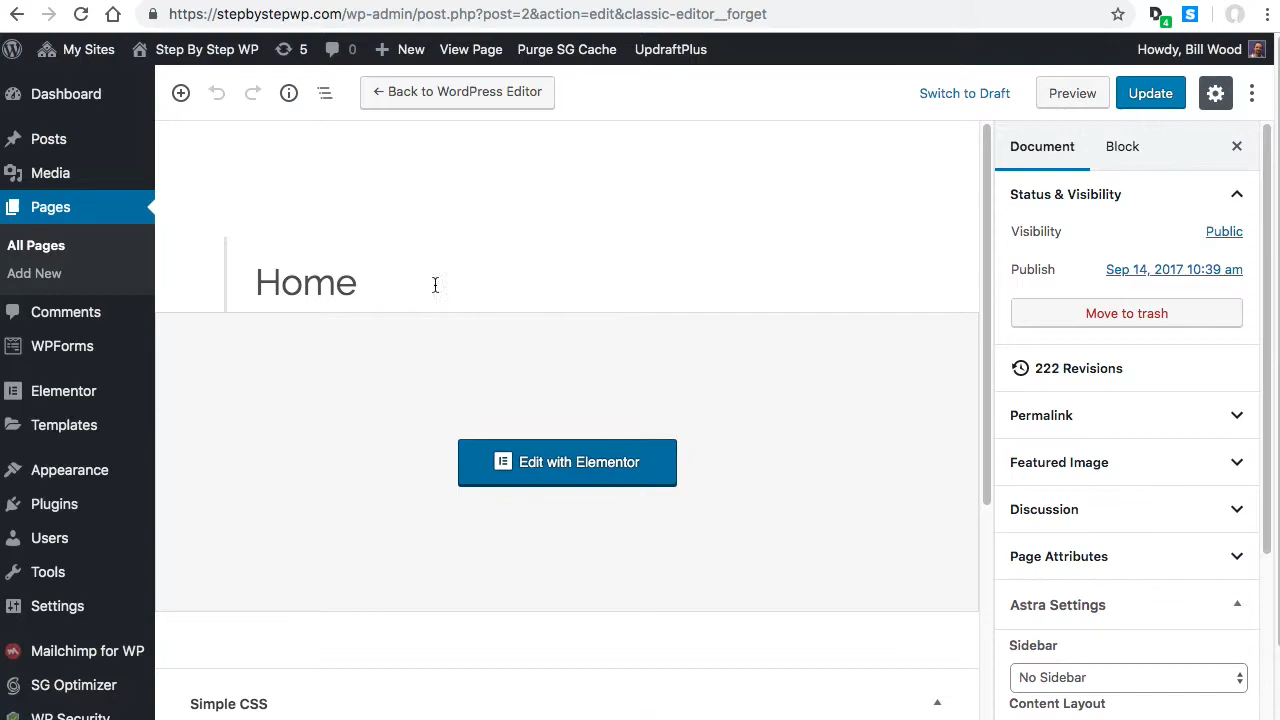 https://stepbystepwp.com/wp-admin/post.php?post=2&action=edit&classic-editor__forget
4
My Sites
Step By Step WP
5
0
New
View Page
Purge SG Cache
UpdraftPlus
Howdy, Bill Wood
Dashboard
Posts
Media
Pages
All Pages
Add New
Comments
WPForms
Elementor
Templates
Appearance
Plugins
Users
Tools
Settings
Mailchimp for WP
SG Optimizer
WP Security
← Back to WordPress Editor
Switch to Draft
Preview
Update
Home
Edit with Elementor
Simple CSS
Document
Block
Status & Visibility
Visibility
Public
Publish
Sep 14, 2017 10:39 am
Move to trash
222 Revisions
Permalink
Featured Image
Discussion
Page Attributes
Astra Settings
Sidebar
No Sidebar
Content Layout